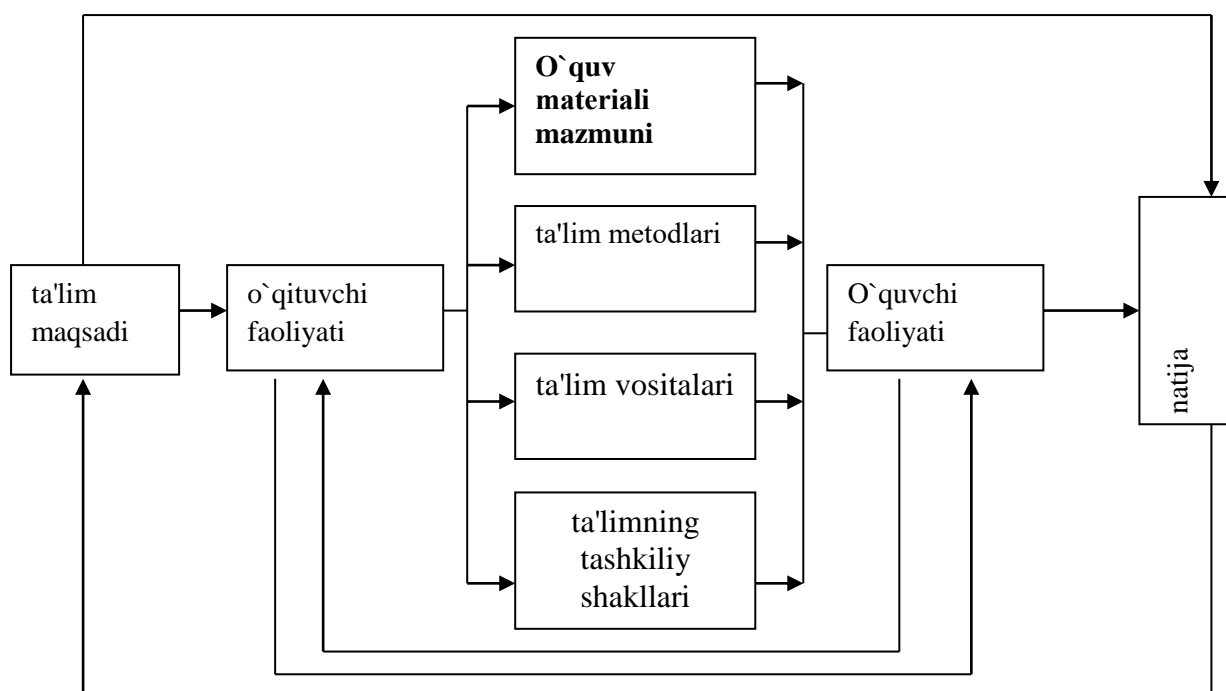 O`quv
materiali
mazmuni
ta'lim metodlari
ta'lim
maqsadi
o`qituvchi
faoliyati
O`quvchi
faoliyati
ta'lim vositalari
natija
ta'limning
tashkiliy
shakllari